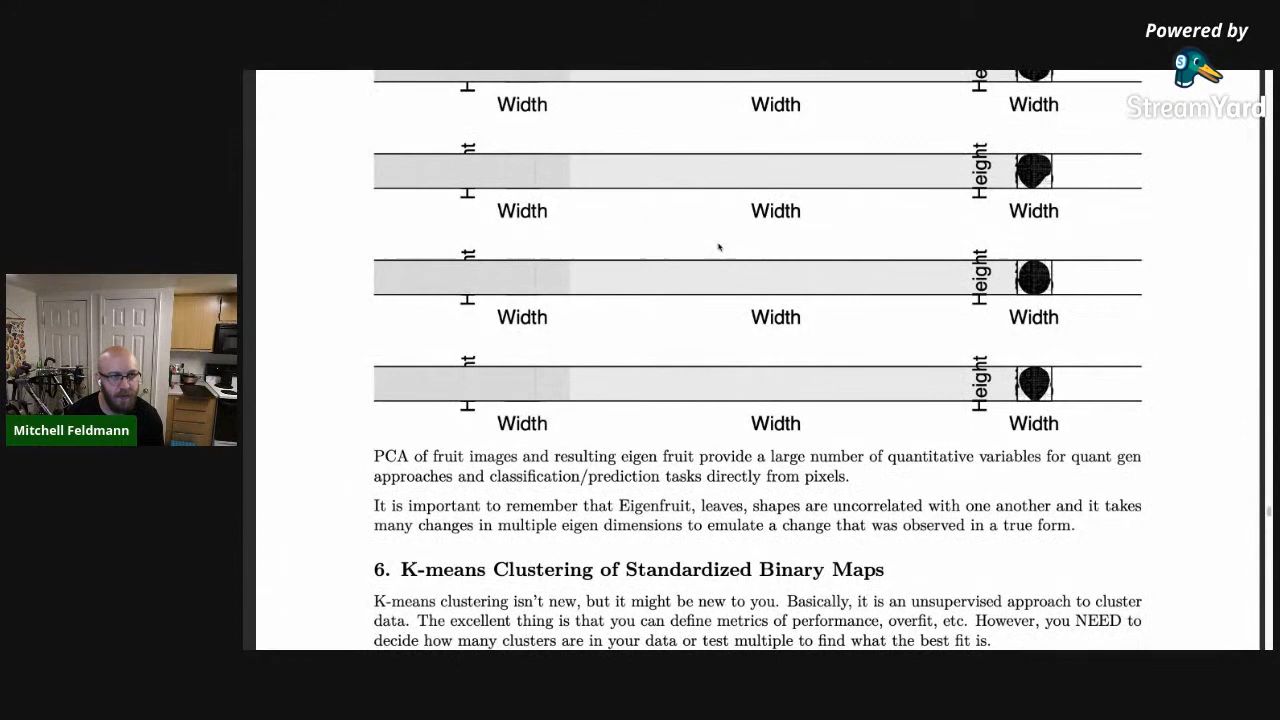 Powered by
StreamYard
He
H
Width
Width
Width
ht
H
Height
Width
Width
Width
ht
H
Height
Width
Width
Width
ht
H
Height
Width
Width
Width
Mitchell Feldmann
PCA of fruit images and resulting eigen fruit provide a large number of quantitative variables for quant gen
approaches and classification/prediction tasks directly from pixels.
It is important to remember that Eigenfruit, leaves, shapes are uncorrelated with one another and it takes
many changes in multiple eigen dimensions to emulate a change that was observed in a true form.
6. K-means Clustering of Standardized Binary Maps
K-means clustering isn't new, but it might be new to you. Basically, it is an unsupervised approach to cluster
data. The excellent thing is that you can define metrics of performance, overfit, etc. However, you NEED to
decide how many clusters are in your data or test multiple to find what the best fit is.